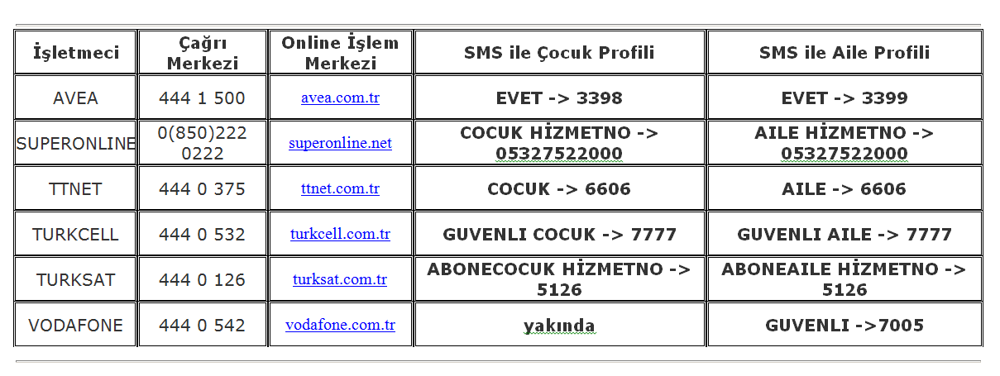 İşletmeci
Çağrı
Merkezi
Online İşlem
Merkezi
SMS ile Çocuk Profili
SMS ile Aile Profili
AVEA
444 1 500
avea.com.tr
EVET -> 3398
EVET -> 3399
SUPERONLINE
0(850)222
0222
superonline.net
COCUK HİZMETNO ->
05327522000
AILE HİZMETNO ->
05327522000
TTNET
444 0 375
ttnet.com.tr
COCUK -> 6606
AILE -> 6606
TURKCELL
444 0 532
turkcell.com.tr
GUVENLI COCUK -> 7777
GUVENLI AILE -> 7777
TURKSAT
444 0 126
turksat.com.tr
ABONECOCUK HİZMETNO ->
5126
ABONEAILE HİZMETNO ->
5126
VODAFONE
444 0 542
vodafone.com.tr
yakında
GUVENLI ->7005